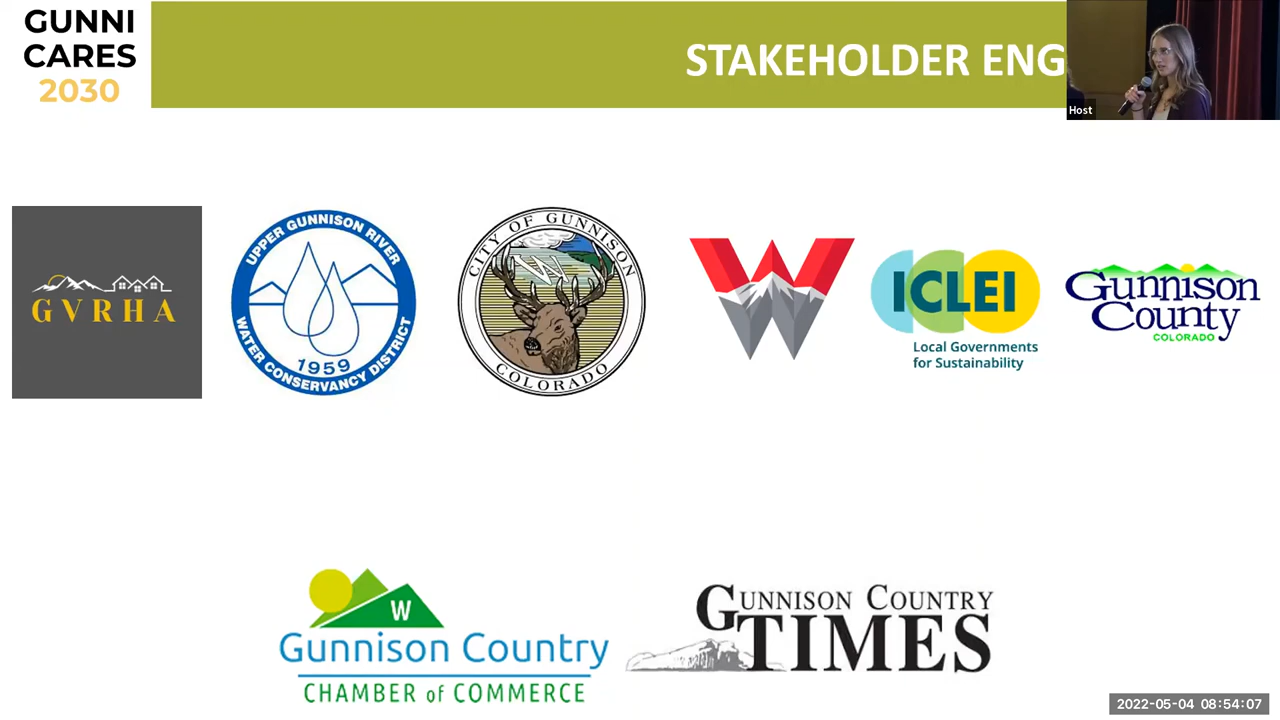 GUNNI
CARES
2030
STAKEHOLDER ENG
Host
GVRHA
UPPER GUNNISON RIVER
WATER CONSERVANCY DISTRICT
1959
CITY OF GUNNISON
COLORADO
W
ICLEI
Local Governments
for Sustainability
Gunnison
County
COLORADO
W
Gunnison Country
CHAMBER of COMMERCE
GUNNISON COUNTRY
TIMES
2022-05-04 08:54:07